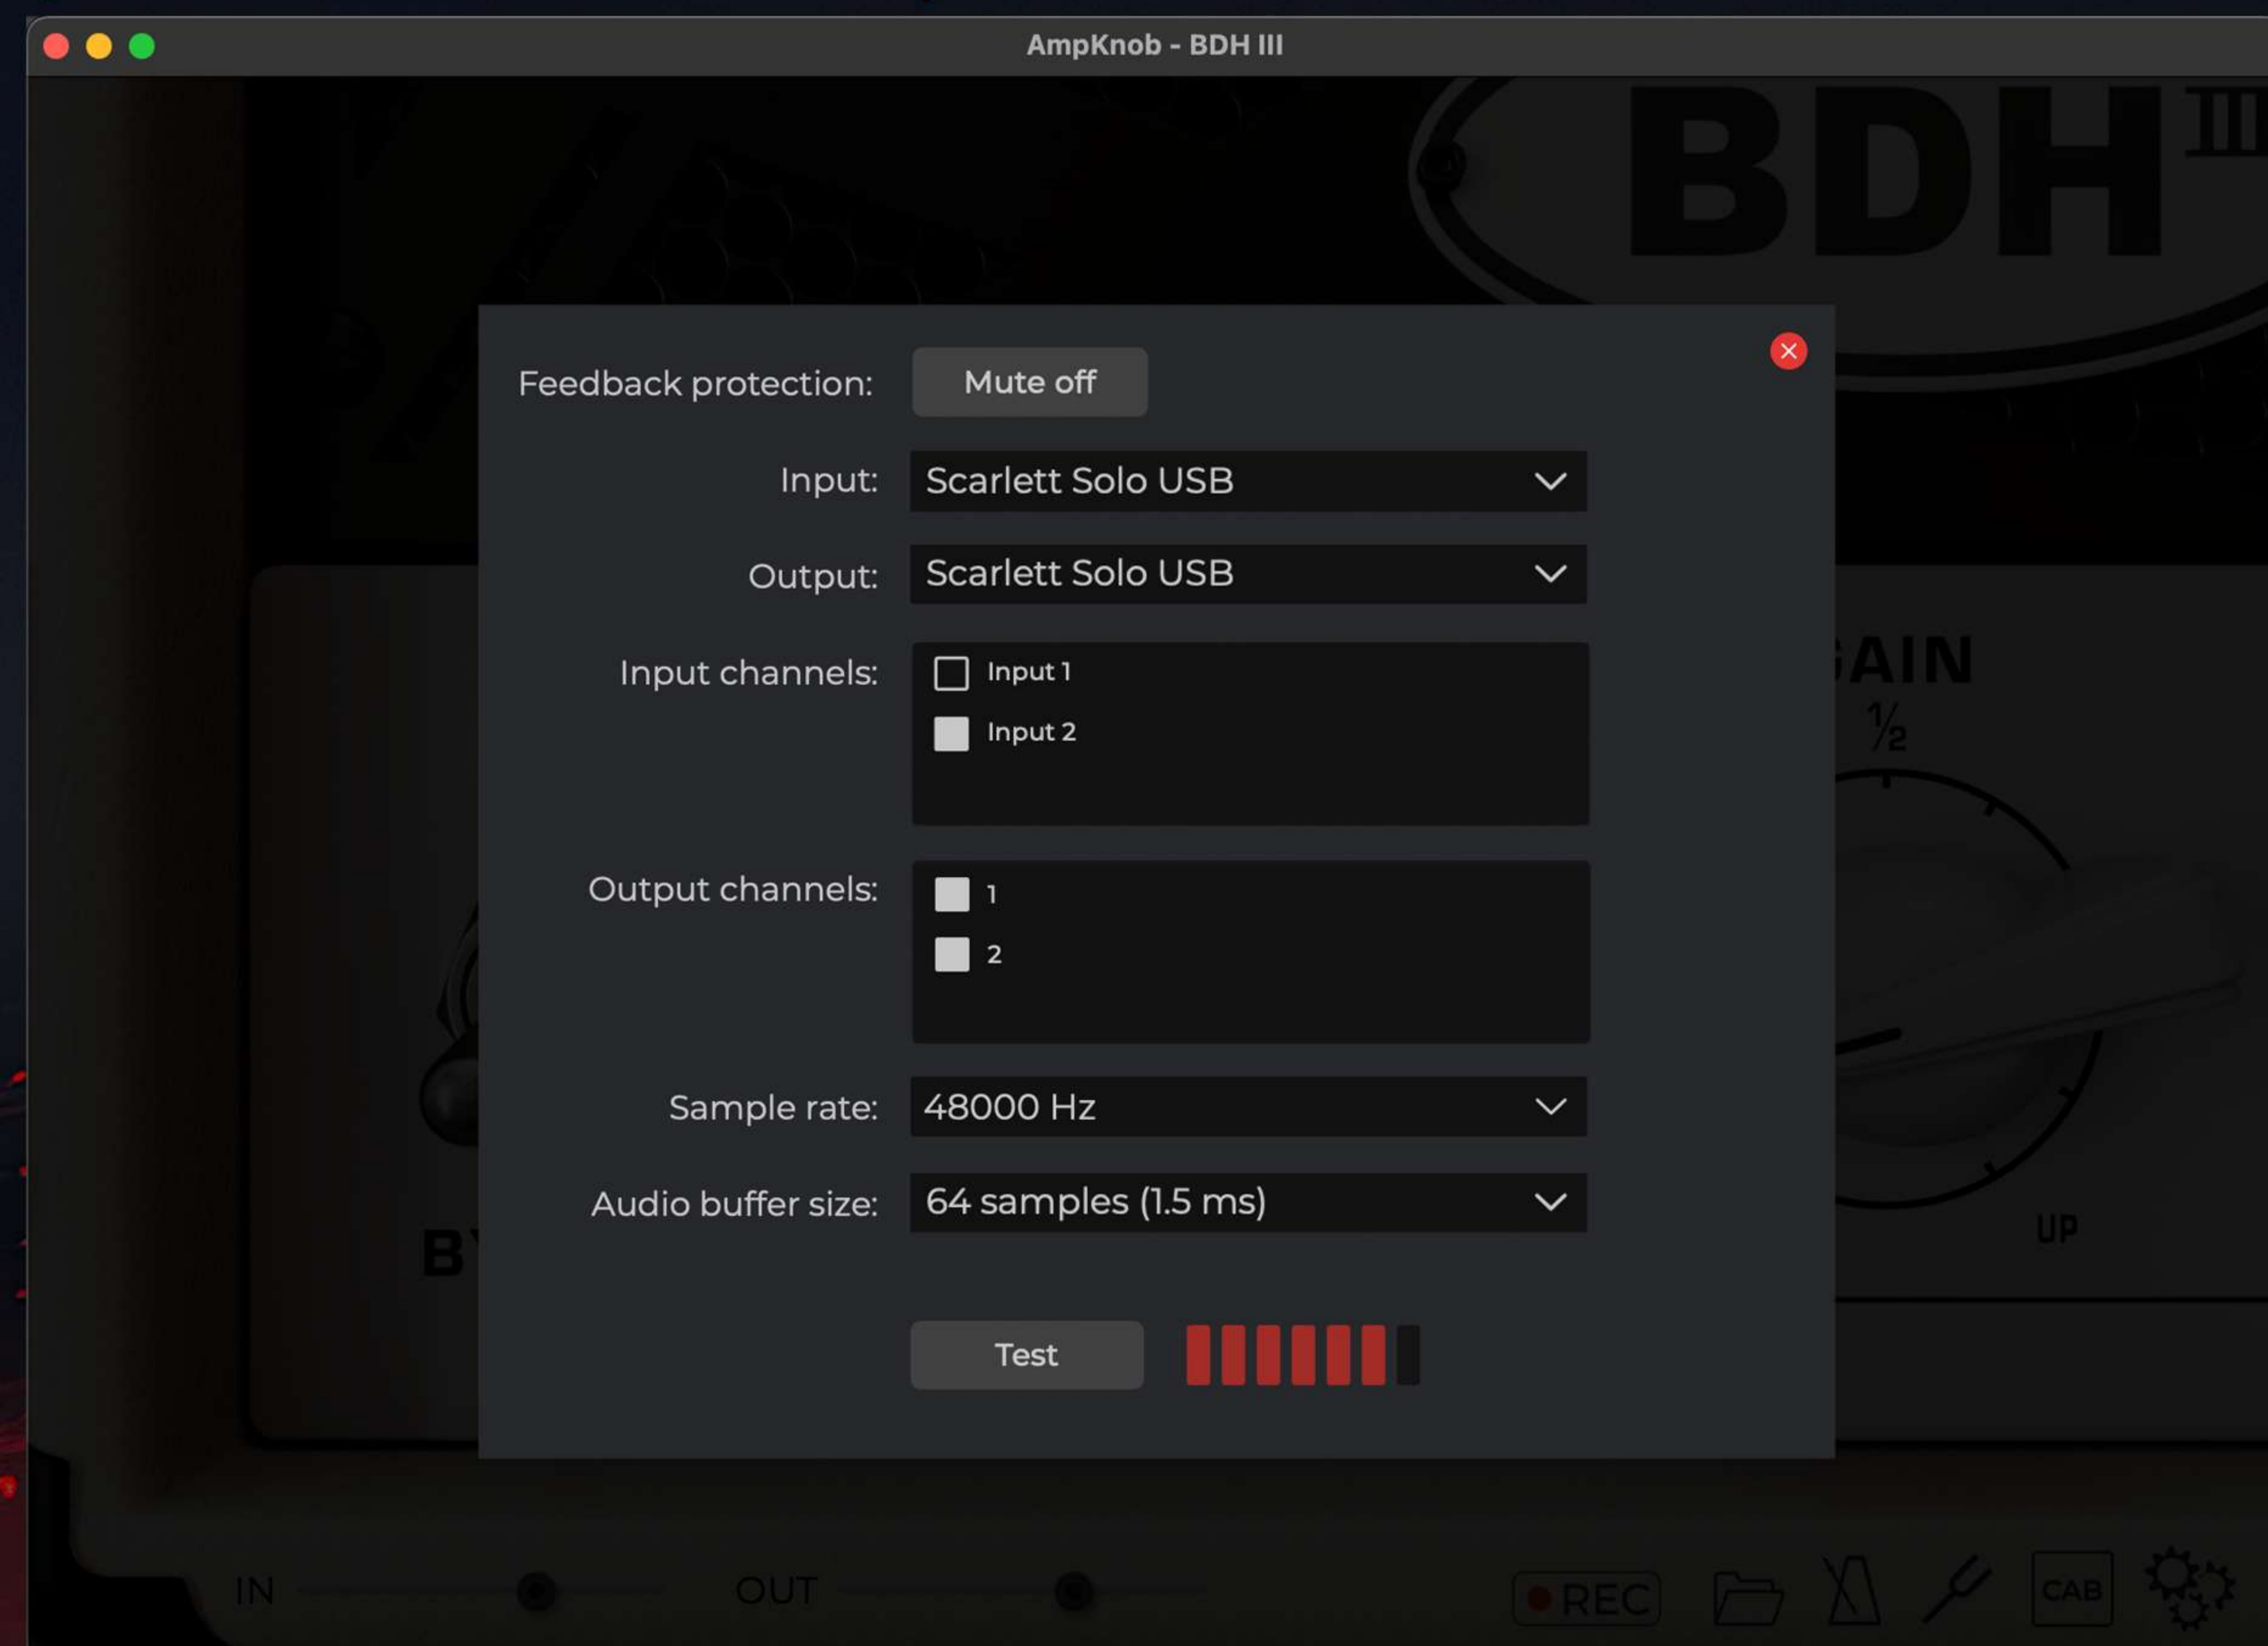 AmpKnob - BDH III
BDH III
Feedback protection: Mute off
Input: Scarlett Solo USB
Output: Scarlett Solo USB
Input channels: Input 1
Input 2
Output channels: 1
2
Sample rate: 48000 Hz
Audio buffer size: 64 samples (1.5 ms)
Test
AIN
½
UP
B
IN
OUT
REC
CAB